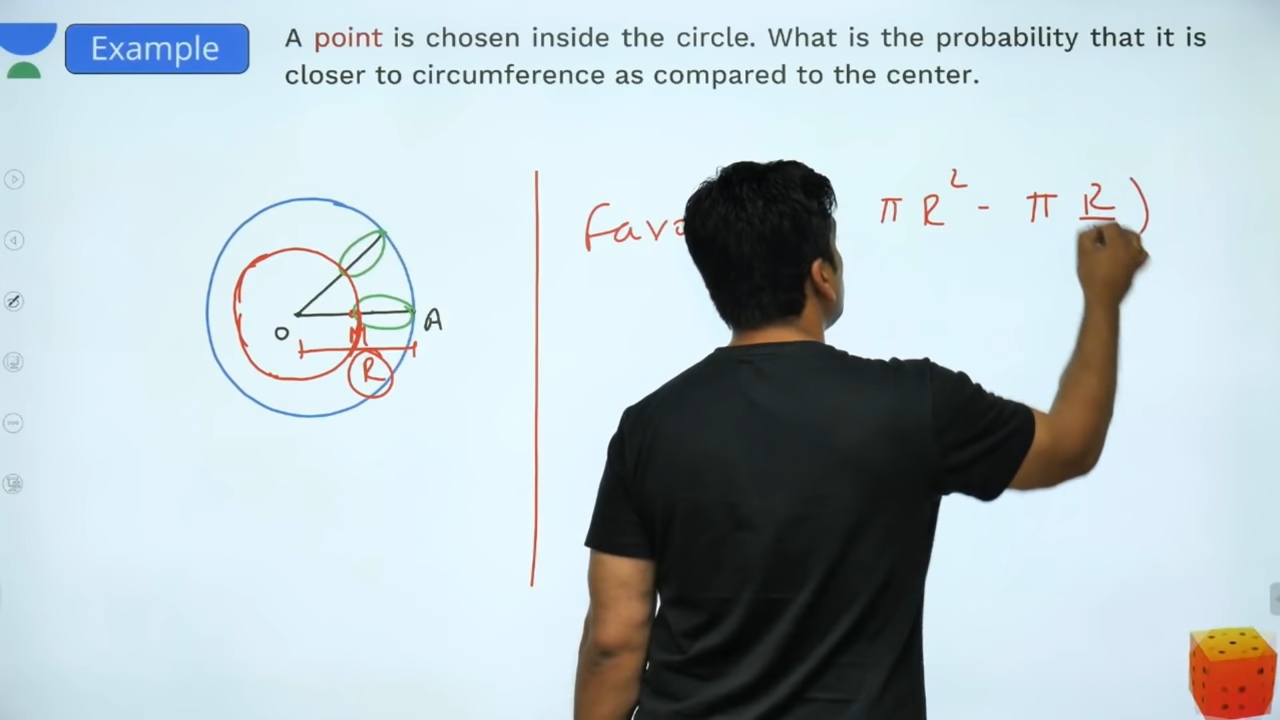 Example
A point is chosen inside the circle. What is the probability that it is
closer to circumference as compared to the center.
π R² - π R )
O
A
M
R